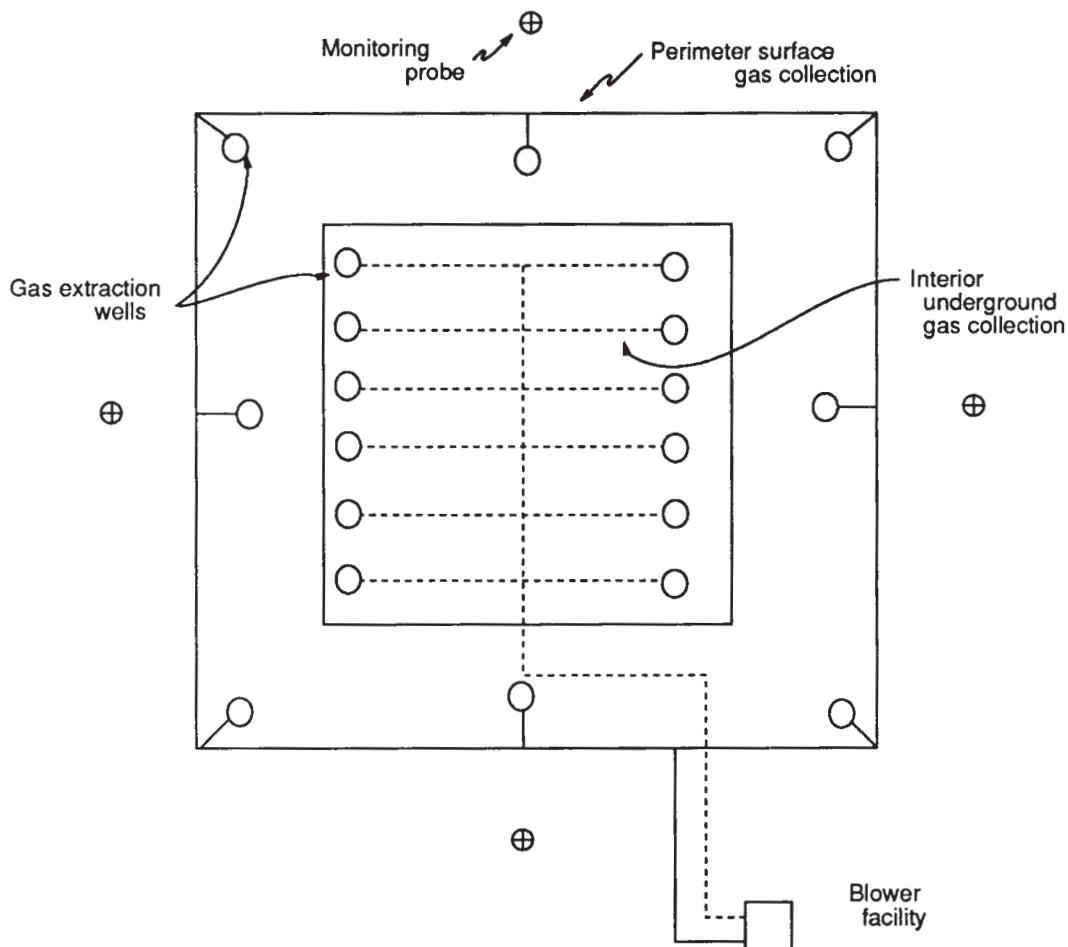 Monitoring
probe
Perimeter surface
gas collection
Gas extraction
wells
Interior
underground
gas collection
Blower
facility